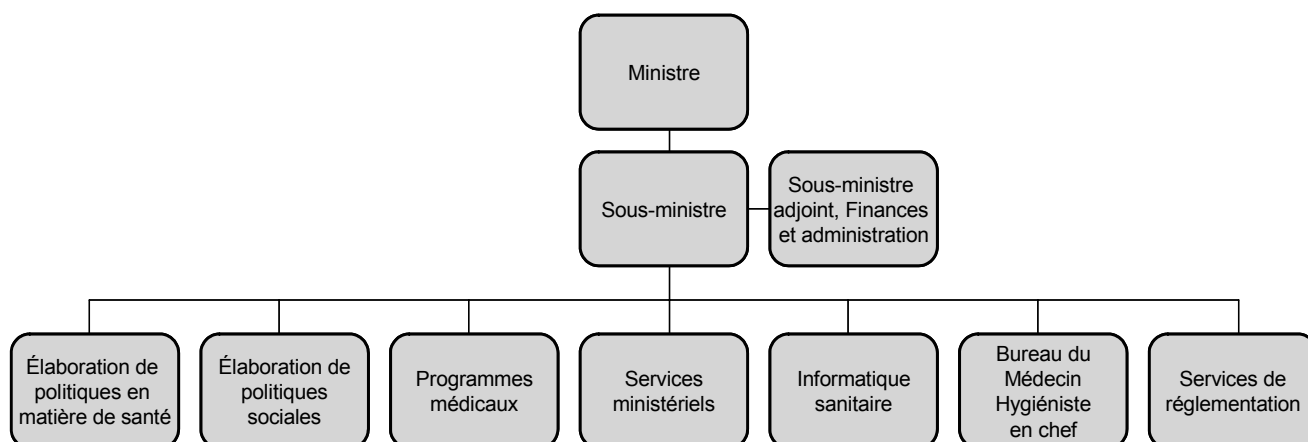 Ministre
Sous-ministre
Sous-ministre
adjoint, Finances
et administration
Élaboration de
politiques en
matière de santé
Élaboration de
politiques
sociales
Programmes
médicaux
Services
ministériels
Informatique
sanitaire
Bureau du
Médecin
Hygiéniste
en chef
Services de
réglementation